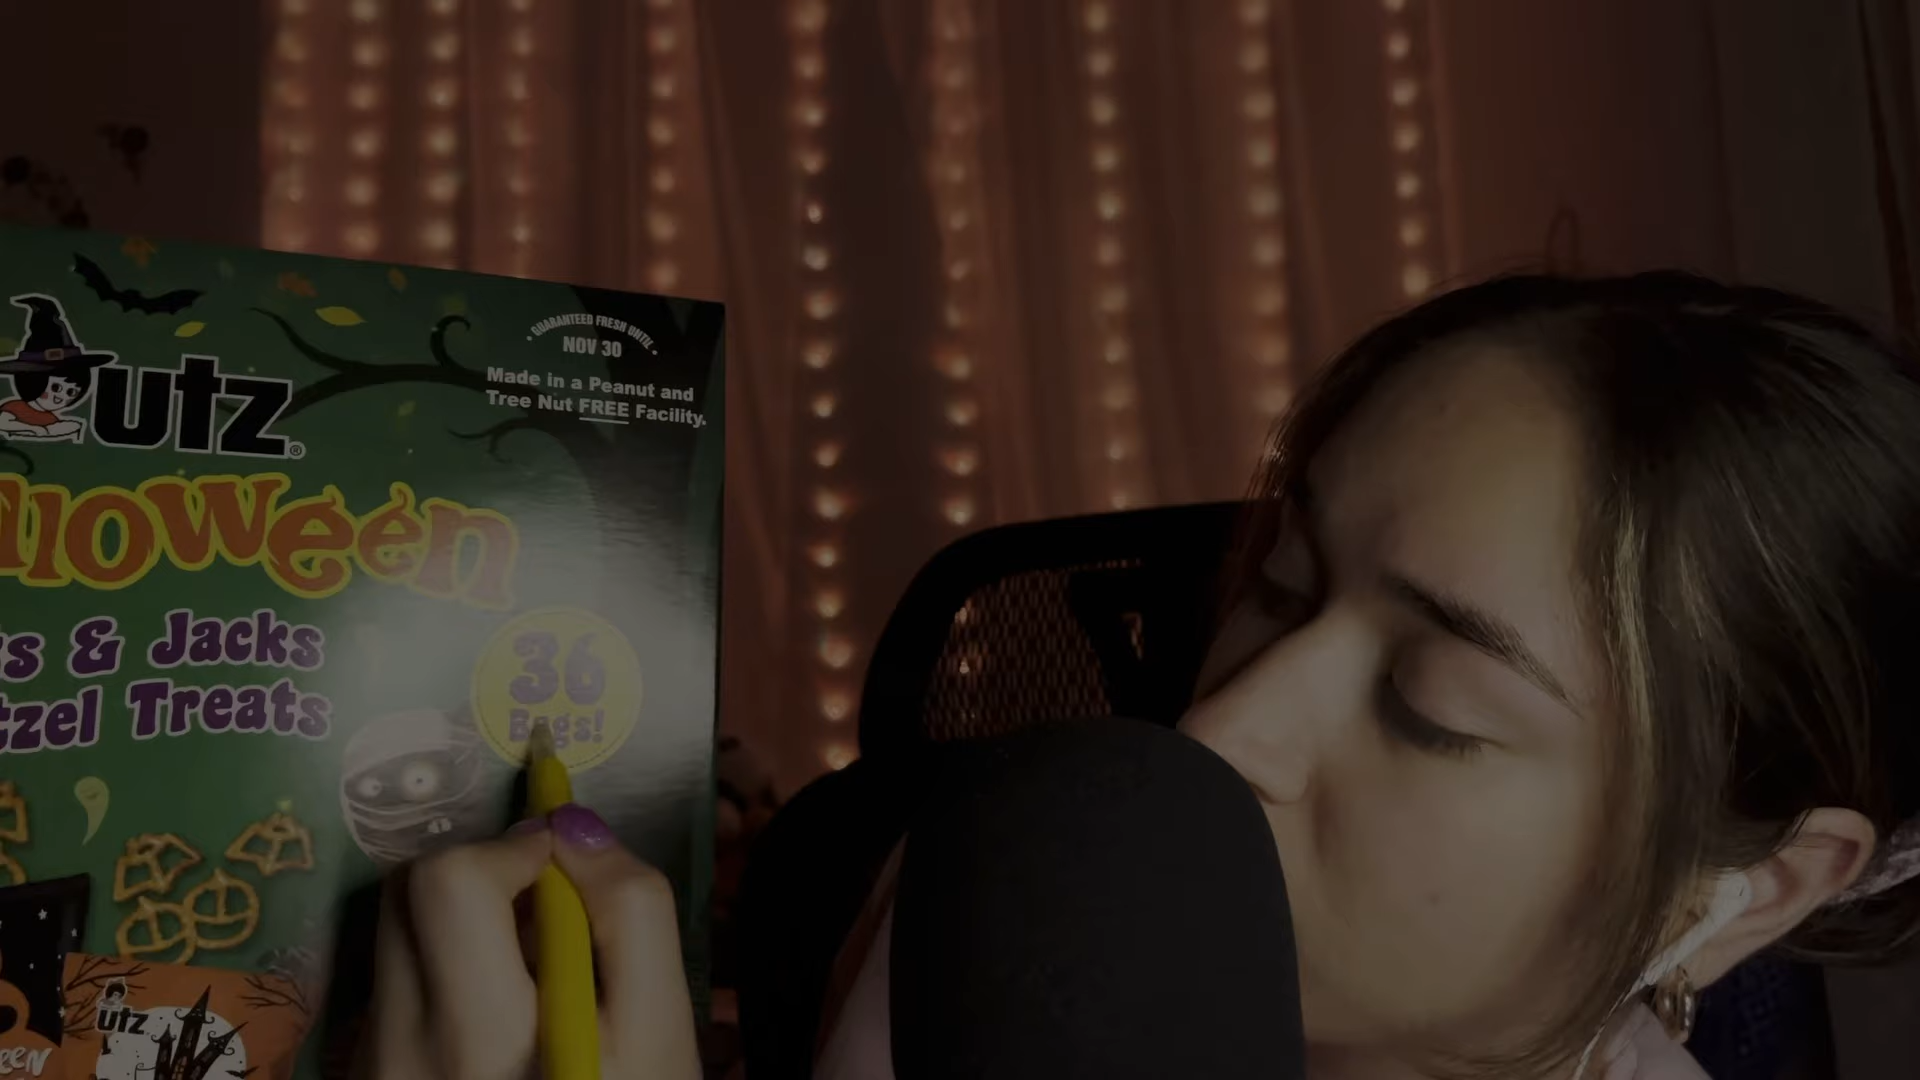 GUARANTEED FRESH UNTIL
NOV 30
Made in a Peanut and
Tree Nut FREE Facility.
utz®
lloween
s & Jacks
tzel Treats
36
Bags!
utz
een